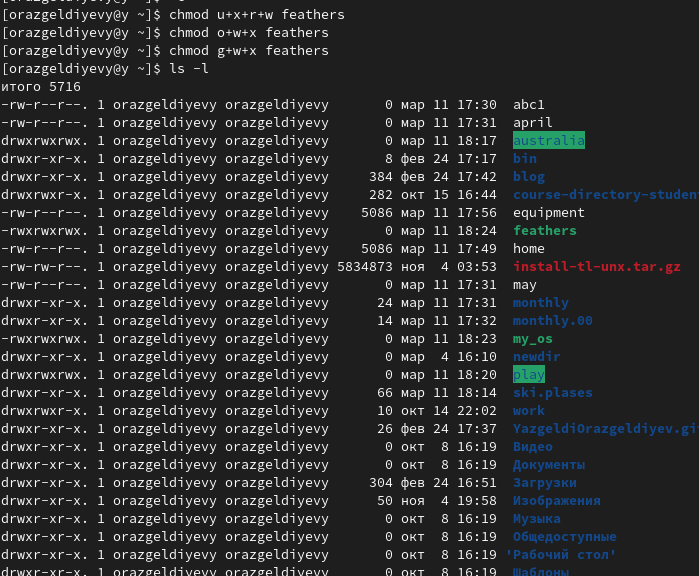 [orazgeldiyevy@y ~]$ chmod u+x+r+w feathers
[orazgeldiyevy@y ~]$ chmod o+w+x feathers
[orazgeldiyevy@y ~]$ chmod g+w+x feathers
[orazgeldiyevy@y ~]$ ls -l
итого 5716
-rw-r--r--. 1 orazgeldiyevy orazgeldiyevy 0 мар 11 17:30 abc1
-rw-r--r--. 1 orazgeldiyevy orazgeldiyevy 0 мар 11 17:31 april
drwxrwxrwx. 1 orazgeldiyevy orazgeldiyevy 0 мар 11 18:17 australia
drwxr-xr-x. 1 orazgeldiyevy orazgeldiyevy 8 фев 24 17:17 bin
drwxr-xr-x. 1 orazgeldiyevy orazgeldiyevy 384 фев 24 17:42 blog
drwxrwxr-x. 1 orazgeldiyevy orazgeldiyevy 282 окт 15 16:44 course-directory-studen
-rw-r--r--. 1 orazgeldiyevy orazgeldiyevy 5086 мар 11 17:56 equipment
-rwxrwxrwx. 1 orazgeldiyevy orazgeldiyevy 0 мар 11 18:24 feathers
-rw-r--r--. 1 orazgeldiyevy orazgeldiyevy 5086 мар 11 17:49 home
-rw-rw-r--. 1 orazgeldiyevy orazgeldiyevy 5834873 ноя 4 03:53 install-tl-unx.tar.gz
-rw-r--r--. 1 orazgeldiyevy orazgeldiyevy 0 мар 11 17:31 may
drwxr-xr-x. 1 orazgeldiyevy orazgeldiyevy 24 мар 11 17:31 monthly
drwxr-xr-x. 1 orazgeldiyevy orazgeldiyevy 14 мар 11 17:32 monthly.00
-rwxrwxrwx. 1 orazgeldiyevy orazgeldiyevy 0 мар 11 18:23 my_os
drwxr-xr-x. 1 orazgeldiyevy orazgeldiyevy 0 мар 4 16:10 newdir
drwxrwxrwx. 1 orazgeldiyevy orazgeldiyevy 0 мар 11 18:20 play
drwxr-xr-x. 1 orazgeldiyevy orazgeldiyevy 66 мар 11 18:14 ski.plases
drwxr-xr-x. 1 orazgeldiyevy orazgeldiyevy 10 окт 14 22:02 work
drwxr-xr-x. 1 orazgeldiyevy orazgeldiyevy 26 фев 24 17:37 YazgeldiOrazgeldiyev.gi
drwxr-xr-x. 1 orazgeldiyevy orazgeldiyevy 0 окт 8 16:19 Видео
drwxr-xr-x. 1 orazgeldiyevy orazgeldiyevy 0 окт 8 16:19 Документы
drwxr-xr-x. 1 orazgeldiyevy orazgeldiyevy 304 фев 24 16:51 Загрузки
drwxr-xr-x. 1 orazgeldiyevy orazgeldiyevy 50 ноя 4 19:58 Изображения
drwxr-xr-x. 1 orazgeldiyevy orazgeldiyevy 0 окт 8 16:19 Музыка
drwxr-xr-x. 1 orazgeldiyevy orazgeldiyevy 0 окт 8 16:19 Общедоступные
drwxr-xr-x. 1 orazgeldiyevy orazgeldiyevy 0 окт 8 16:19 'Рабочий стол'
drwxr-xr-x. 1 orazgeldiyevy orazgeldiyevy 0 окт 8 16:19 Шаблоны